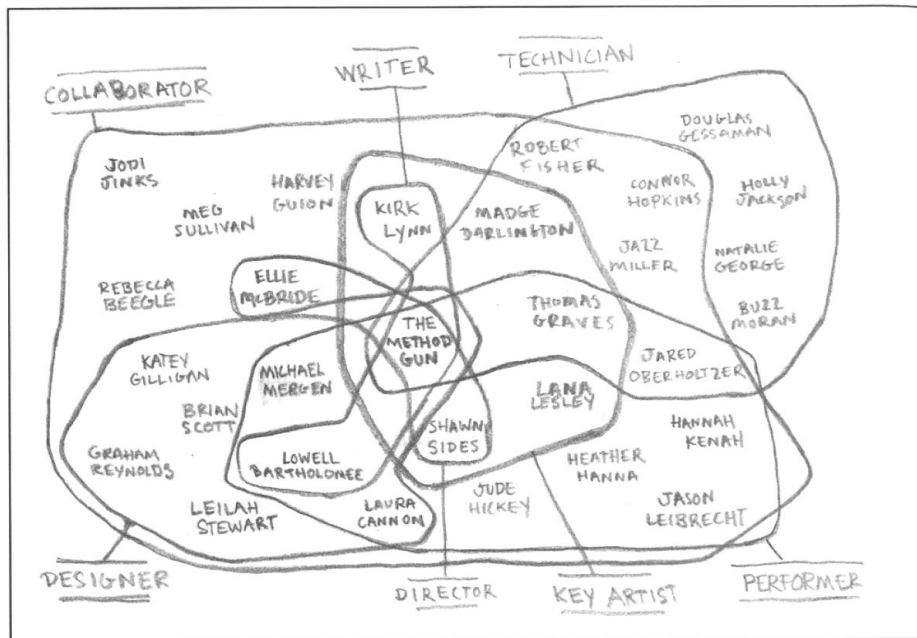 COLLABORATOR
WRITER
TECHNICIAN
JODI
JINKS
MEG
SULLIVAN
HARVEY
GUION
KIRK
LYNN
MADGE
DARLINGTON
ROBERT
FISHER
DOUGLAS
GESSAMAN
CONNOR
HOPKINS
HOLLY
JACKSON
JAZZ
MILLER
NATALIE
GEORGE
BUZZ
MORAN
REBECCA
BEEGLE
ELLIE
McBRIDE
THE
METHOD
GUN
THOMAS
GRAVES
JARED
OBERHOLTZER
KATEY
GILLIGAN
MICHAEL
MERGEN
BRIAN
SCOTT
GRAHAM
REYNOLDS
LOWELL
BARTHOLOMEE
SHAWN
SIDES
LANA
LESLEY
HANNAH
KENAH
HEATHER
HANNA
JASON
LEIBRECHT
JUDE
HICKEY
LAURA
CANNON
LEILAH
STEWART
DESIGNER
DIRECTOR
KEY ARTIST
PERFORMER